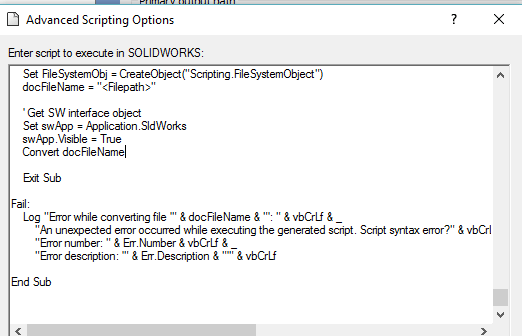 Primary output path
Advanced Scripting Options
?
Enter script to execute in SOLIDWORKS:
Set FileSystemObj = CreateObject("Scripting.FileSystemObject")
docFileName = "<Filepath>"
' Get SW interface object
Set swApp = Application.SldWorks
swApp.Visible = True
Convert docFileName
Exit Sub
Fail:
Log "Error while converting file '" & docFileName & "': " & vbCrLf & _
"An unexpected error occurred while executing the generated script. Script syntax error?" & vbCrl
"Error number: " & Err.Number & vbCrLf & _
"Error description: '" & Err.Description & "'" & vbCrLf
End Sub